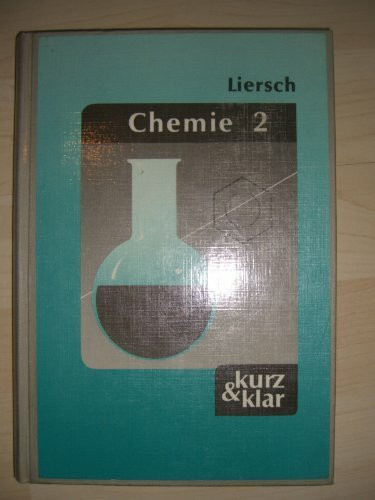 Liersch
Chemie 2
kurz
&klar